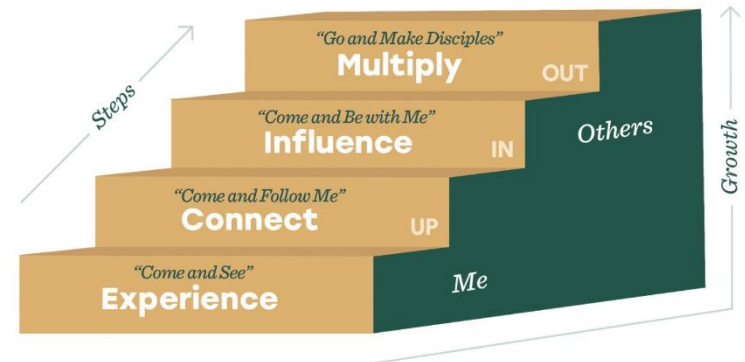 “Go and Make Disciples”
Multiply
OUT
Steps
“Come and Be with Me”
Influence
IN
Others
Growth
“Come and Follow Me”
Connect
UP
“Come and See”
Experience
Me